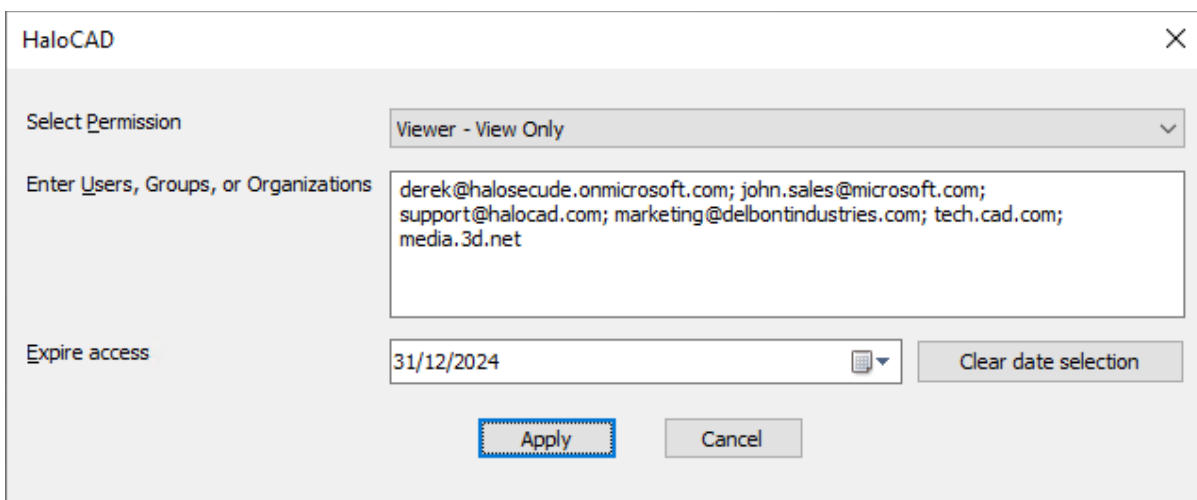 HaloCAD
Select Permission
Viewer - View Only
Enter Users, Groups, or Organizations
derek@halosecude.onmicrosoft.com; john.sales@microsoft.com;
support@halocad.com; marketing@delbontindustries.com; tech.cad.com;
media.3d.net
Expire access
31/12/2024
Clear date selection
Apply
Cancel